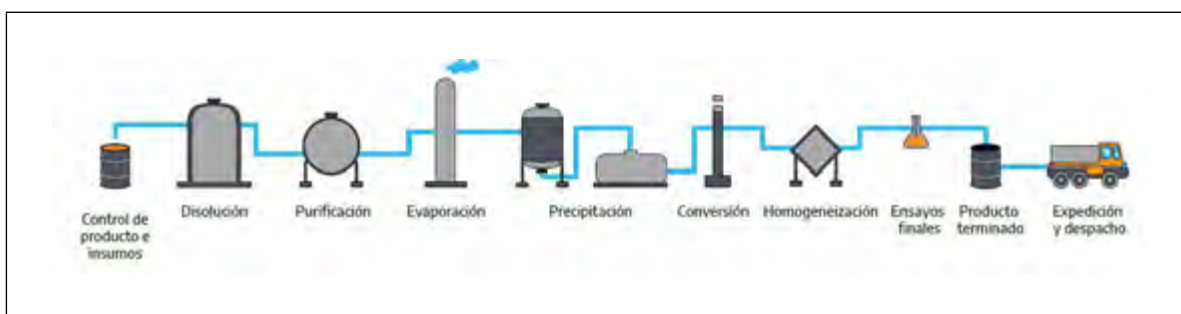 Control de
producto e
insumos
Disolución
Purificación
Evaporación
Precipitación
Conversión
Homogeneización
Ensayos
finales
Producto
terminado
Expedición
y despacho